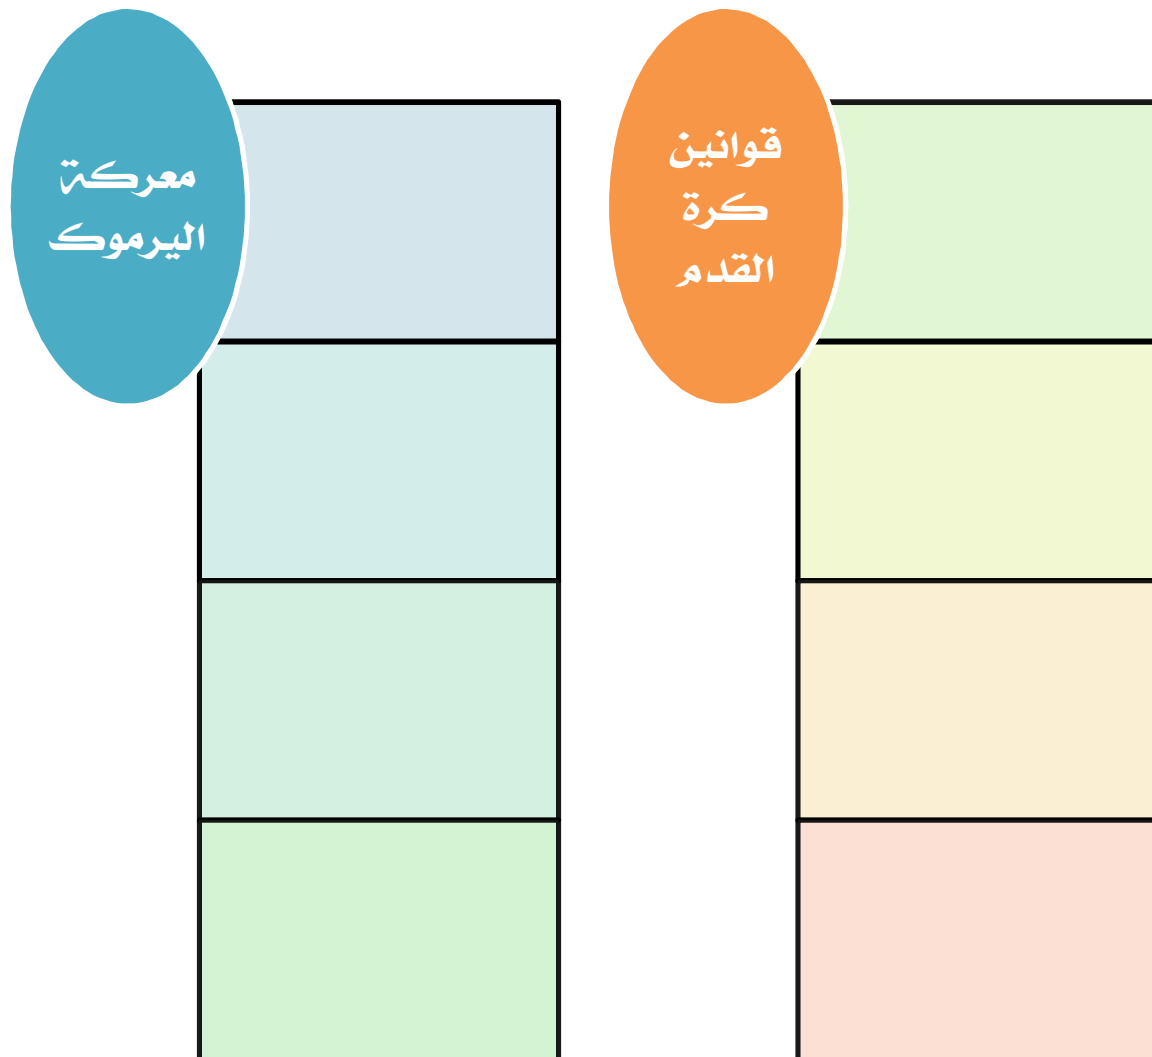 قوانين
كرة
القدم
معركة
اليرموك